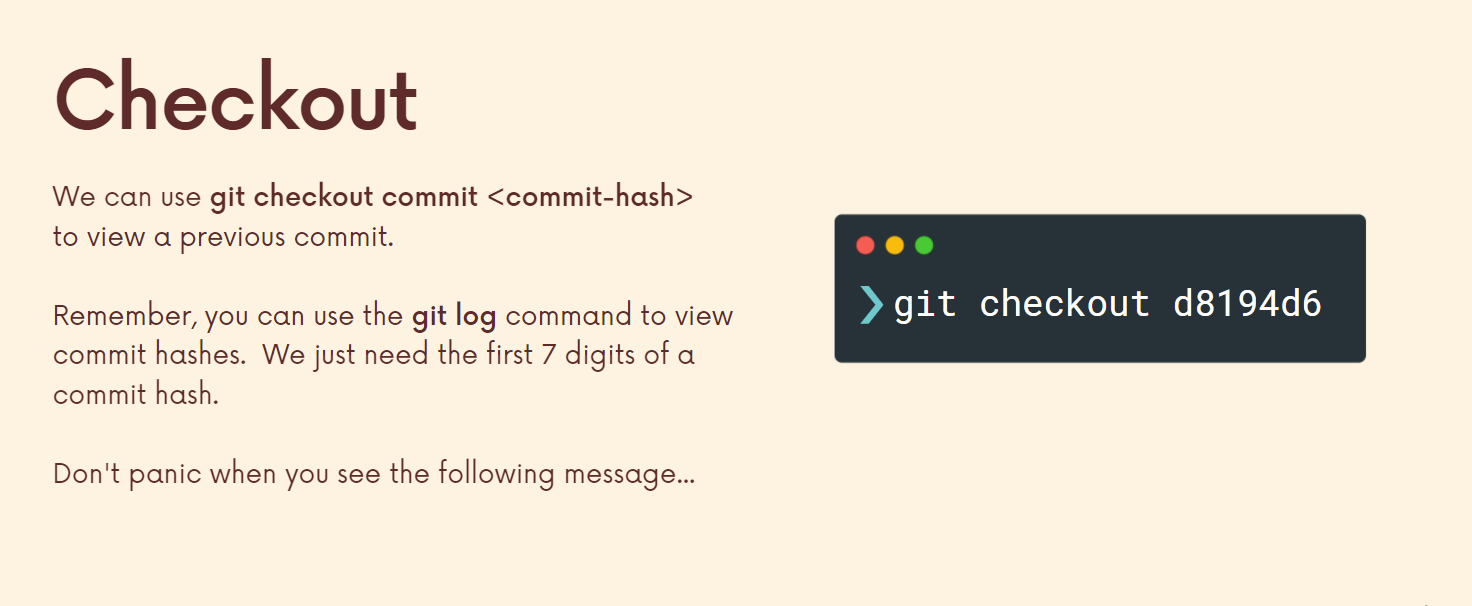 Checkout
We can use git checkout commit <commit-hash>
to view a previous commit.
Remember, you can use the git log command to view
commit hashes.  We just need the first 7 digits of a
commit hash.
Don't panic when you see the following message...
❯ git checkout d8194d6